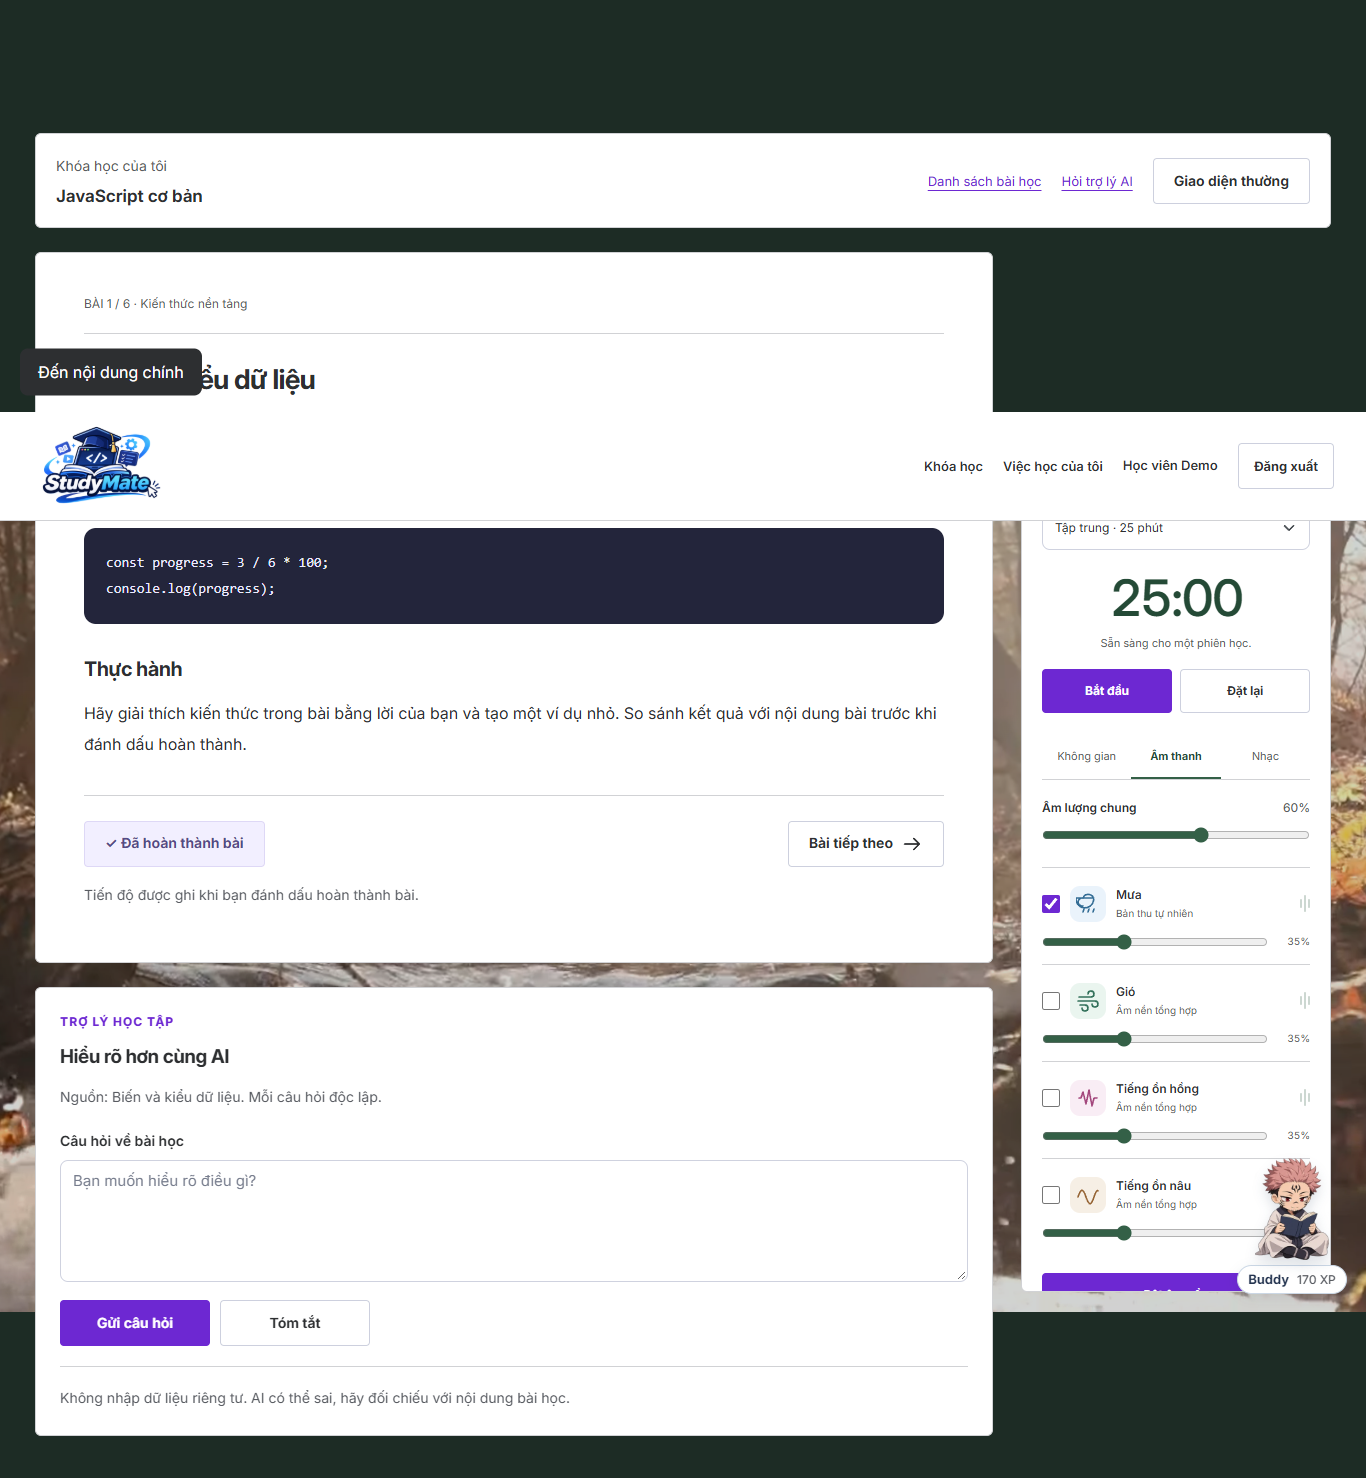 Khóa học của tôi
JavaScript cơ bản
Danh sách bài học
Hỏi trợ lý AI
Giao diện thường
BÀI 1 / 6 · Kiến thức nền tảng
Đến nội dung chính
ểu dữ liệu
</>
StudyMate
Khóa học
Việc học của tôi
Học viên Demo
Đăng xuất
const progress = 3 / 6 * 100;
console.log(progress);
Thực hành
Hãy giải thích kiến thức trong bài bằng lời của bạn và tạo một ví dụ nhỏ. So sánh kết quả với nội dung bài trước khi
đánh dấu hoàn thành.
✓ Đã hoàn thành bài
Bài tiếp theo →
Tiến độ được ghi khi bạn đánh dấu hoàn thành bài.
TRỢ LÝ HỌC TẬP
Hiểu rõ hơn cùng AI
Nguồn: Biến và kiểu dữ liệu. Mỗi câu hỏi độc lập.
Câu hỏi về bài học
Bạn muốn hiểu rõ điều gì?
Gửi câu hỏi
Tóm tắt
Không nhập dữ liệu riêng tư. AI có thể sai, hãy đối chiếu với nội dung bài học.
Tập trung · 25 phút
25:00
Sẵn sàng cho một phiên học.
Bắt đầu
Đặt lại
Không gian
Âm thanh
Nhạc
Âm lượng chung
60%
Mưa
Bản thu tự nhiên
35%
Gió
Âm nền tổng hợp
35%
Tiếng ồn hồng
Âm nền tổng hợp
35%
Tiếng ồn nâu
Âm nền tổng hợp
Buddy 170 XP